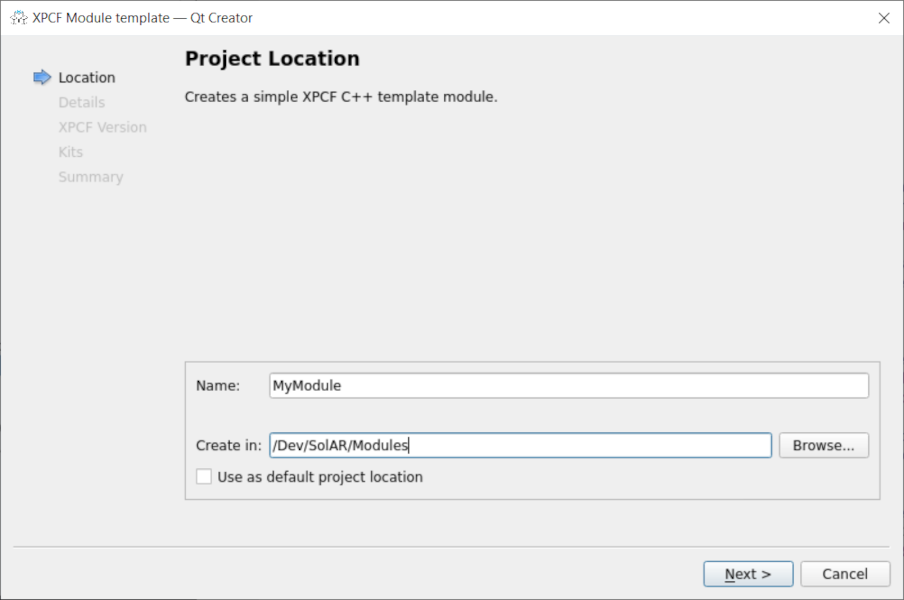 XPCF Module template — Qt Creator
Project Location
Location
Creates a simple XPCF C++ template module.
Details
XPCF Version
Kits
Summary
Name: MyModule
Create in: /Dev/SolAR/Modules Browse...
Use as default project location
Next > Cancel